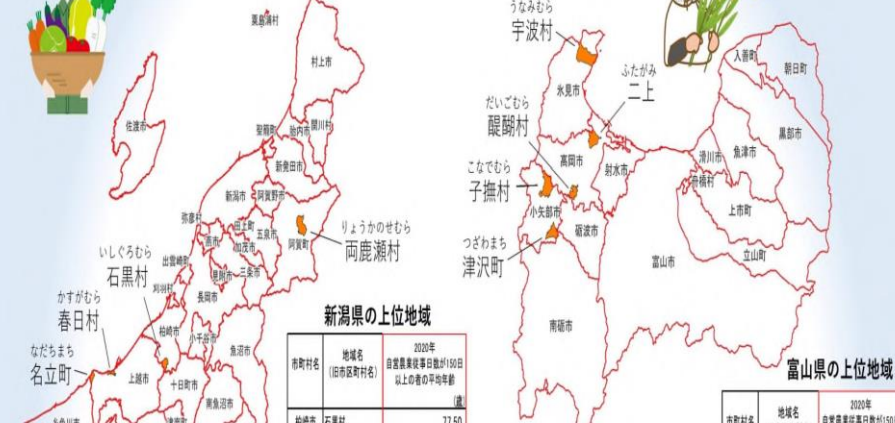 粟島浦村
村上市
佐渡市
聖籠町
胎内市
関川村
新発田市
新潟市
阿賀野市
弥彦村
燕市
田上町
加茂市
五泉市
阿賀町
りょうかのせむら
両鹿瀬村
出雲崎町
見附市
三条市
いしぐろむら
石黒村
刈羽村
長岡市
かすがむら
春日村
柏崎市
小千谷市
魚沼市
なだちまち
名立町
上越市
十日町市
南魚沼市
新潟県の上位地域
市町村名
地域名
(旧市区町村名)
2020年
自営農業従事日数が150日
以上の者の平均年齢
(歳)
柏崎市
石黒村
77.50
うなみむら
宇波村
氷見市
ふたがみ
二上
だいごむら
醍醐村
高岡市
射水市
こなでむら
子撫村
小矢部市
砺波市
つざわまち
津沢町
南砺市
富山市
入善町
朝日町
黒部市
魚津市
滑川市
舟橋村
上市町
立山町
富山県の上位地域
市町村名
地域名
2020年